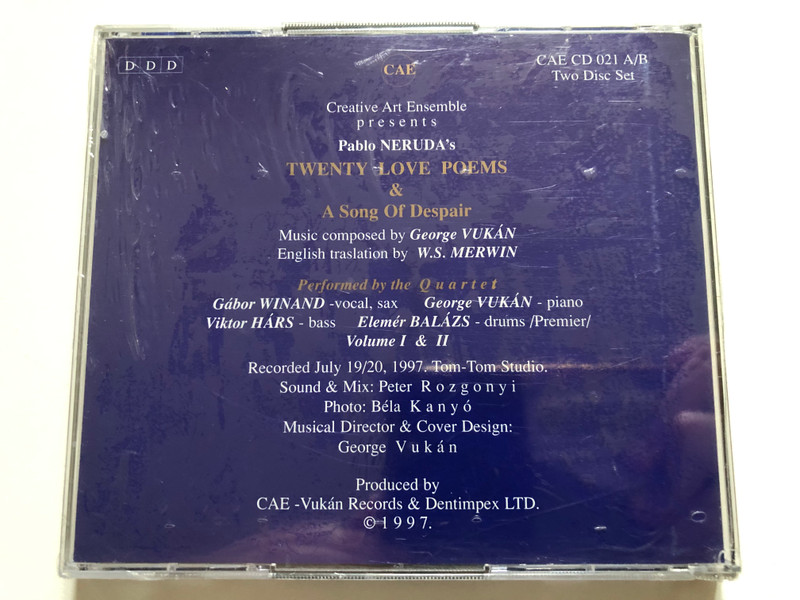 D D D
CAE
CAE CD 021 A/B
Two Disc Set
Creative Art Ensemble
presents
Pablo NERUDA's
TWENTY LOVE POEMS
&
A Song Of Despair
Music composed by George VUKÁN
English traslation by W.S. MERWIN
Performed by the Quartet
Gábor WINAND -vocal, sax George VUKÁN - piano
Viktor HÁRS - bass Elemér BALÁZS - drums /Premier/
Volume I & II
Recorded July 19/20, 1997. Tom-Tom Studio.
Sound & Mix: Peter Rozgonyi
Photo: Béla Kanyó
Musical Director & Cover Design:
George Vukán
Produced by
CAE -Vukán Records & Dentimpex LTD.
© 1997.